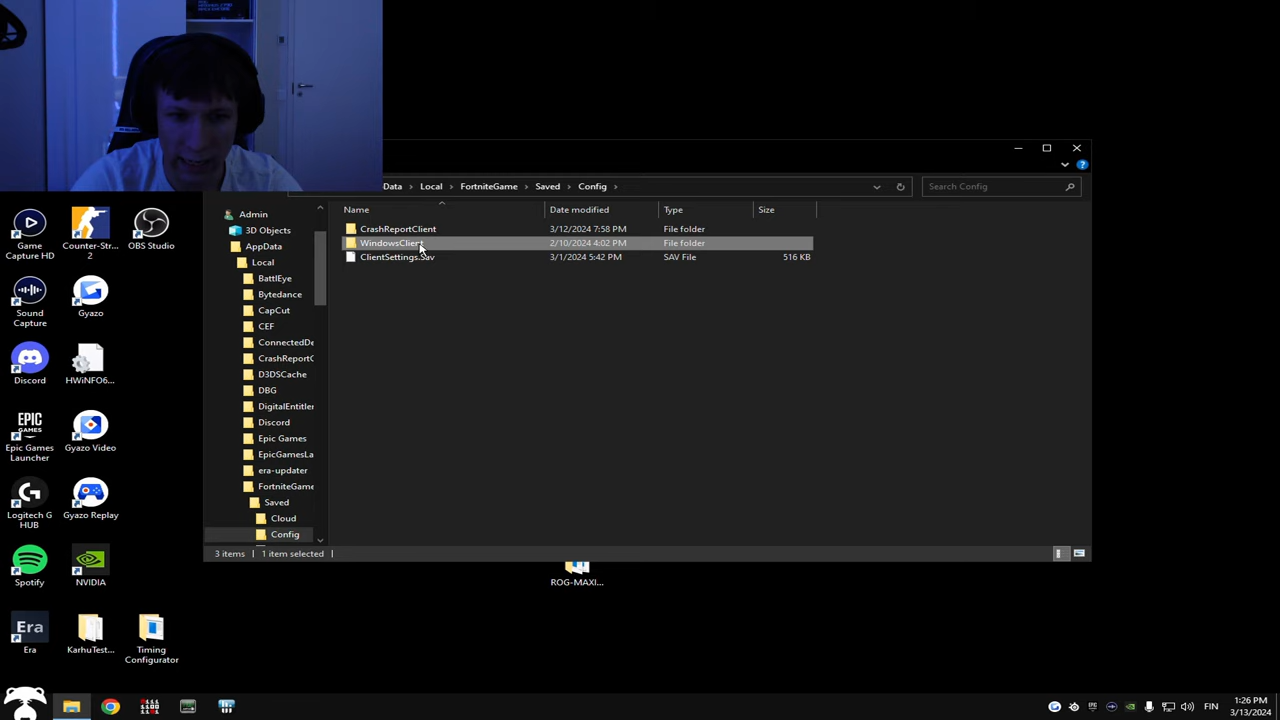 Data > Local > FortniteGame > Saved > Config >
Search Config
Name
Date modified
Type
Size
CrashReportClient 3/12/2024 7:58 PM File folder
WindowsClient 2/10/2024 4:02 PM File folder
ClientSettings.Sav 3/1/2024 5:42 PM SAV File 516 KB
Admin
3D Objects
AppData
Local
BattlEye
Bytedance
CapCut
CEF
ConnectedDe
CrashReportC
D3DSCache
DBG
DigitalEntitler
Discord
Epic Games
EpicGamesLa
era-updater
FortniteGame
Saved
Cloud
Config
3 items
1 item selected
Game Capture HD
Counter-Str... 2
OBS Studio
Sound Capture
Gyazo
Discord
HWiNFO6...
EPIC GAMES
Epic Games Launcher
Gyazo Video
Logitech G HUB
Gyazo Replay
Spotify
NVIDIA
Era
Era
KarhuTest...
Timing Configurator
ROG-MAXI...
FIN
1:26 PM
3/13/2024